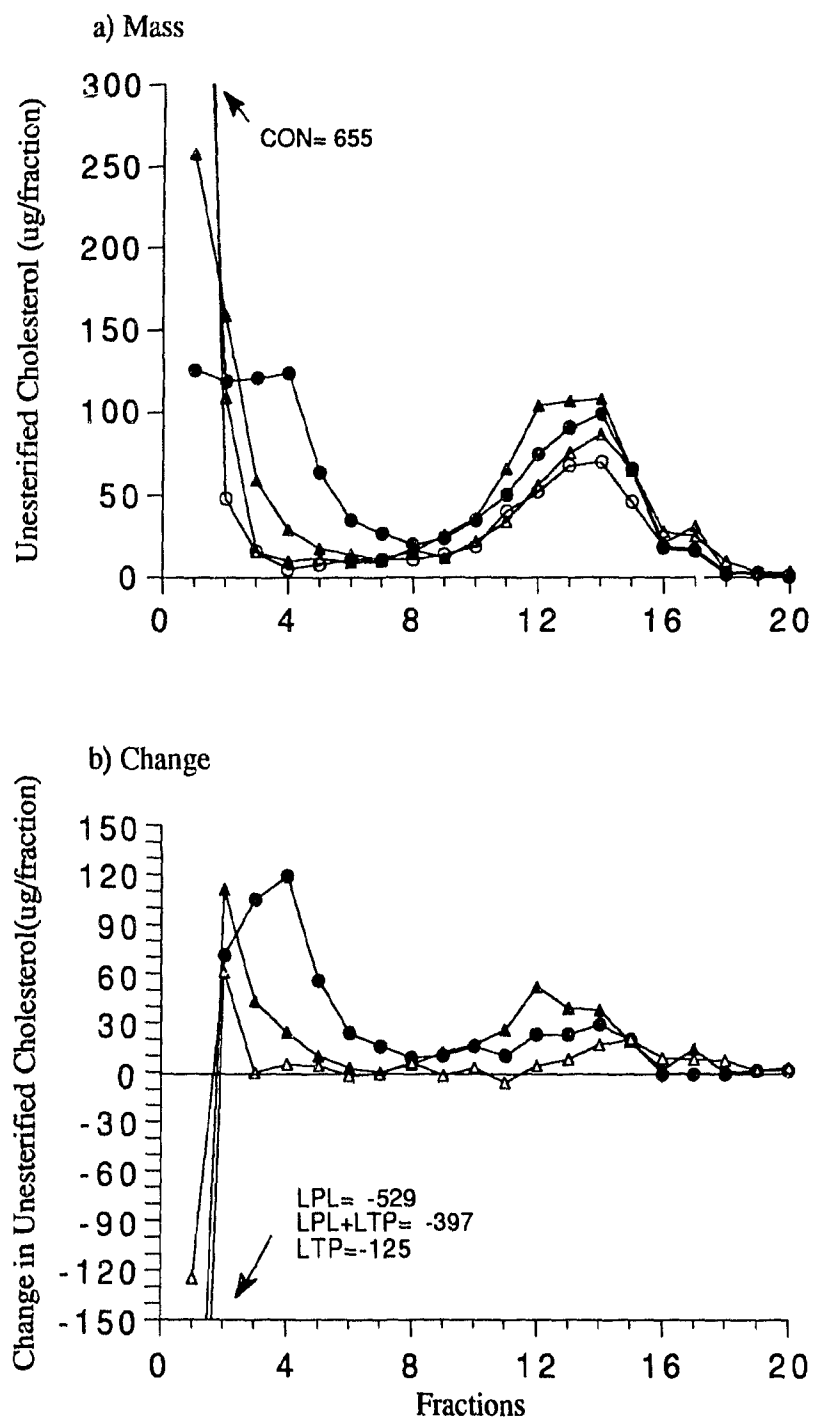 a) Mass
Unesterified Cholesterol (ug/fraction)
300
250
200
150
100
50
0
CON= 655
0 4 8 12 16 20
b) Change
Change in Unesterified Cholesterol(ug/fraction)
150
120
90
60
30
0
-30
-60
-90
-120
-150
LPL= -529
LPL+LTP= -397
LTP=-125
0 4 8 12 16 20
Fractions